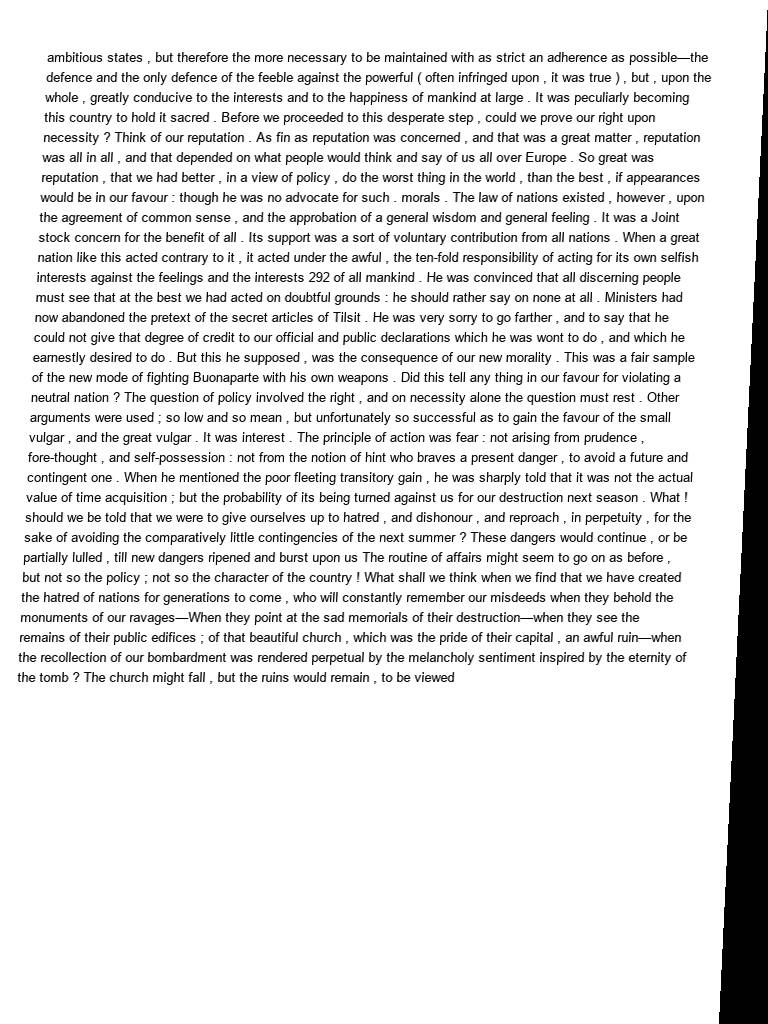 ambitious states , but therefore the more necessary to be maintained with as strict an adherence as possible—the
defence and the only defence of the feeble against the powerful ( often infringed upon , it was true ) , but , upon the
whole , greatly conducive to the interests and to the happiness of mankind at large . It was peculiarly becoming
this country to hold it sacred . Before we proceeded to this desperate step , could we prove our right upon
necessity ? Think of our reputation . As fin as reputation was concerned , and that was a great matter , reputation
was all in all , and that depended on what people would think and say of us all over Europe . So great was
reputation , that we had better , in a view of policy , do the worst thing in the world , than the best , if appearances
would be in our favour : though he was no advocate for such . morals . The law of nations existed , however , upon
the agreement of common sense , and the approbation of a general wisdom and general feeling . It was a Joint
stock concern for the benefit of all . Its support was a sort of voluntary contribution from all nations . When a great
nation like this acted contrary to it , it acted under the awful , the ten-fold responsibility of acting for its own selfish
interests against the feelings and the interests 292 of all mankind . He was convinced that all discerning people
must see that at the best we had acted on doubtful grounds : he should rather say on none at all . Ministers had
now abandoned the pretext of the secret articles of Tilsit . He was very sorry to go farther , and to say that he
could not give that degree of credit to our official and public declarations which he was wont to do , and which he
earnestly desired to do . But this he supposed , was the consequence of our new morality . This was a fair sample
of the new mode of fighting Buonaparte with his own weapons . Did this tell any thing in our favour for violating a
neutral nation ? The question of policy involved the right , and on necessity alone the question must rest . Other
arguments were used ; so low and so mean , but unfortunately so successful as to gain the favour of the small
vulgar , and the great vulgar . It was interest . The principle of action was fear : not arising from prudence ,
fore-thought , and self-possession : not from the notion of hint who braves a present danger , to avoid a future and
contingent one . When he mentioned the poor fleeting transitory gain , he was sharply told that it was not the actual
value of time acquisition ; but the probability of its being turned against us for our destruction next season . What !
should we be told that we were to give ourselves up to hatred , and dishonour , and reproach , in perpetuity , for the
sake of avoiding the comparatively little contingencies of the next summer ? These dangers would continue , or be
partially lulled , till new dangers ripened and burst upon us The routine of affairs might seem to go on as before ,
but not so the policy ; not so the character of the country ! What shall we think when we find that we have created
the hatred of nations for generations to come , who will constantly remember our misdeeds when they behold the
monuments of our ravages—When they point at the sad memorials of their destruction—when they see the
remains of their public edifices ; of that beautiful church , which was the pride of their capital , an awful ruin—when
the recollection of our bombardment was rendered perpetual by the melancholy sentiment inspired by the eternity of
the tomb ? The church might fall , but the ruins would remain , to be viewed